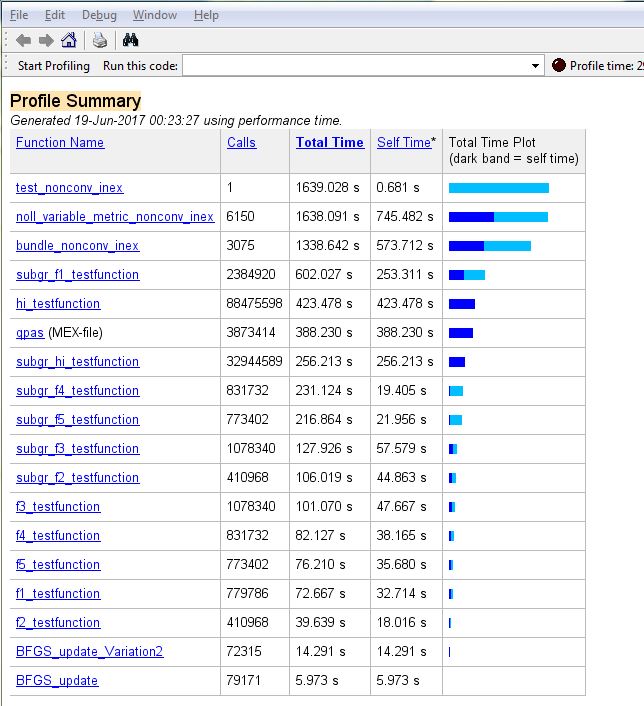 File Edit Debug Window Help
Start Profiling Run this code: Profile time: 2
Profile Summary
Generated 19-Jun-2017 00:23:27 using performance time.
Function Name Calls Total Time Self Time* Total Time Plot
(dark band = self time)
test_nonconv_inex 1 1639.028 s 0.681 s
noll_variable_metric_nonconv_inex 6150 1638.091 s 745.482 s
bundle_nonconv_inex 3075 1338.642 s 573.712 s
subgr_f1_testfunction 2384920 602.027 s 253.311 s
hi_testfunction 88475598 423.478 s 423.478 s
qpas (MEX-file) 3873414 388.230 s 388.230 s
subgr_hi_testfunction 32944589 256.213 s 256.213 s
subgr_f4_testfunction 831732 231.124 s 19.405 s
subgr_f5_testfunction 773402 216.864 s 21.956 s
subgr_f3_testfunction 1078340 127.926 s 57.579 s
subgr_f2_testfunction 410968 106.019 s 44.863 s
f3_testfunction 1078340 101.070 s 47.667 s
f4_testfunction 831732 82.127 s 38.165 s
f5_testfunction 773402 76.210 s 35.680 s
f1_testfunction 779786 72.667 s 32.714 s
f2_testfunction 410968 39.639 s 18.016 s
BFGS_update_Variation2 72315 14.291 s 14.291 s
BFGS_update 79171 5.973 s 5.973 s